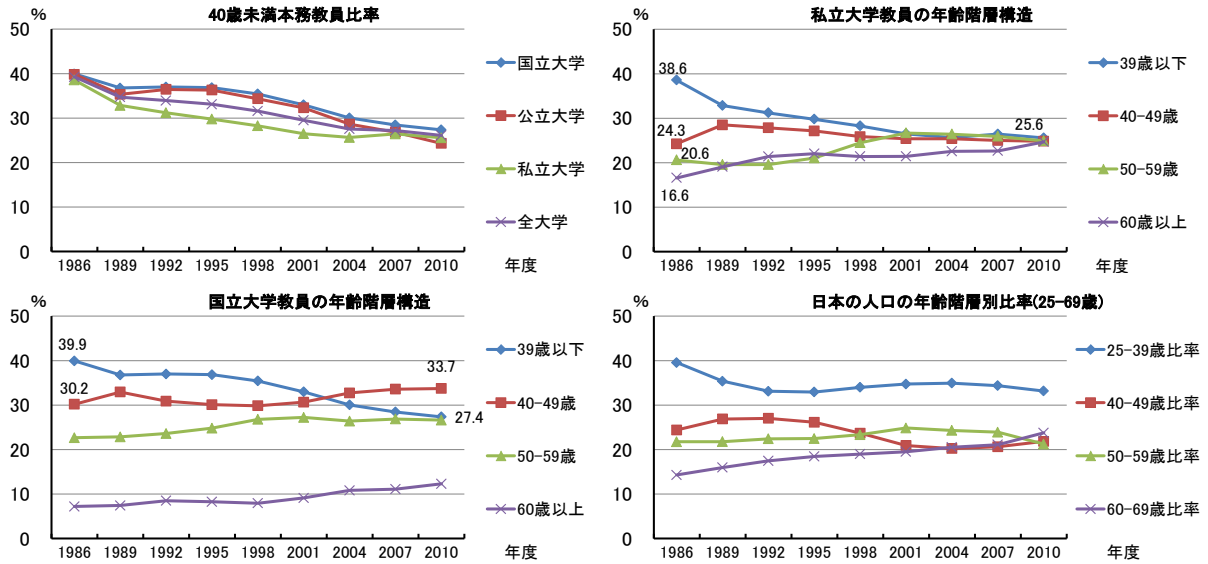 40歳未満本務教員比率
%
50
40
30
20
10
0
1986 1989 1992 1995 1998 2001 2004 2007 2010
年度
国立大学
公立大学
私立大学
全大学
私立大学教員の年齢階層構造
%
50
40
30
20
10
0
38.6
24.3
20.6
16.6
25.6
1986 1989 1992 1995 1998 2001 2004 2007 2010
年度
39歳以下
40-49歳
50-59歳
60歳以上
国立大学教員の年齢階層構造
%
50
40
30
20
10
0
39.9
30.2
33.7
27.4
1986 1989 1992 1995 1998 2001 2004 2007 2010
年度
39歳以下
40-49歳
50-59歳
60歳以上
日本の人口の年齢階層別比率(25-69歳)
%
50
40
30
20
10
0
1986 1989 1992 1995 1998 2001 2004 2007 2010
年度
25-39歳比率
40-49歳比率
50-59歳比率
60-69歳比率